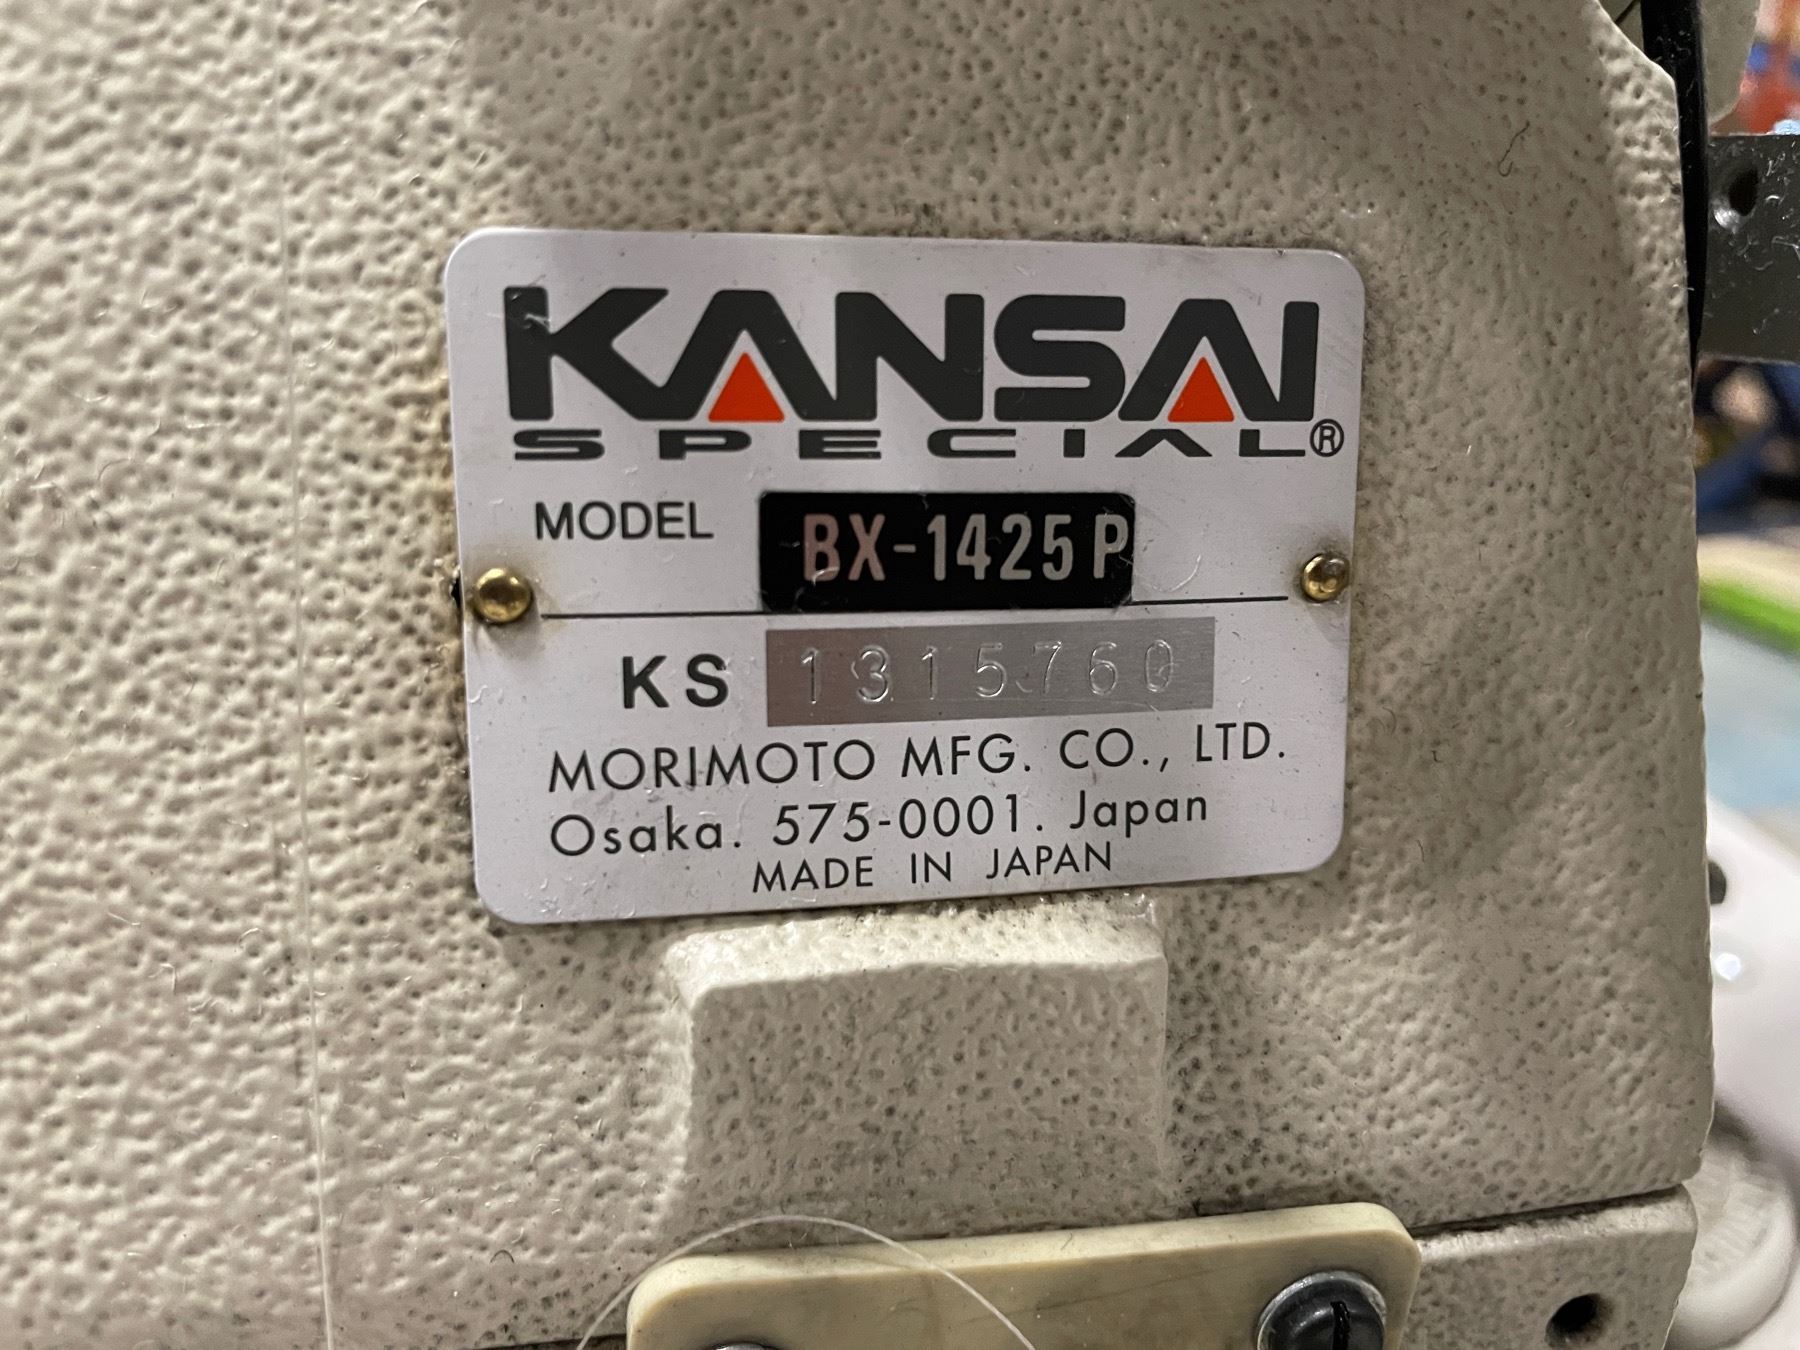 KANSAI
SPECIAL®
MODEL BX-1425P
KS 1315760
MORIMOTO MFG. CO., LTD.
Osaka. 575-0001. Japan
MADE IN JAPAN